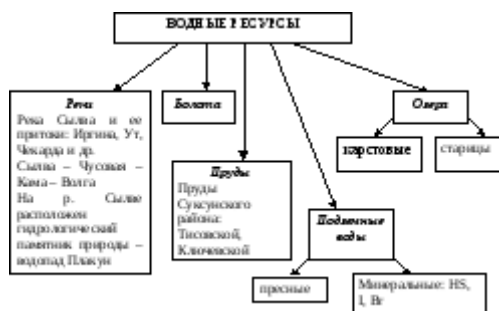 ВОДНЫЕ РЕСУРСЫ
Реки
Река Сылва и ее
притоки: Иргина, Ут,
Чекарда и др.
Сылва – Чусовая –
Кама – Волга
На р. Сылве
расположен
гидрологический
памятник природы –
водопад Плакун
Болота
Пруды
Пруды
Суксунского
района:
Тисовской,
Ключевской
Подземные
воды
пресные
Минеральные: HS,
I, Br
Озера
карстовые
старицы